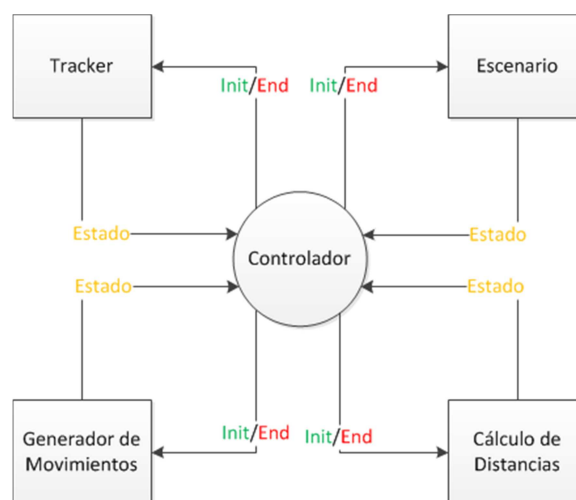 Tracker
Escenario
Init/End
Init/End
Estado
Estado
Controlador
Estado
Estado
Init/End
Init/End
Generador de
Movimientos
Cálculo de
Distancias